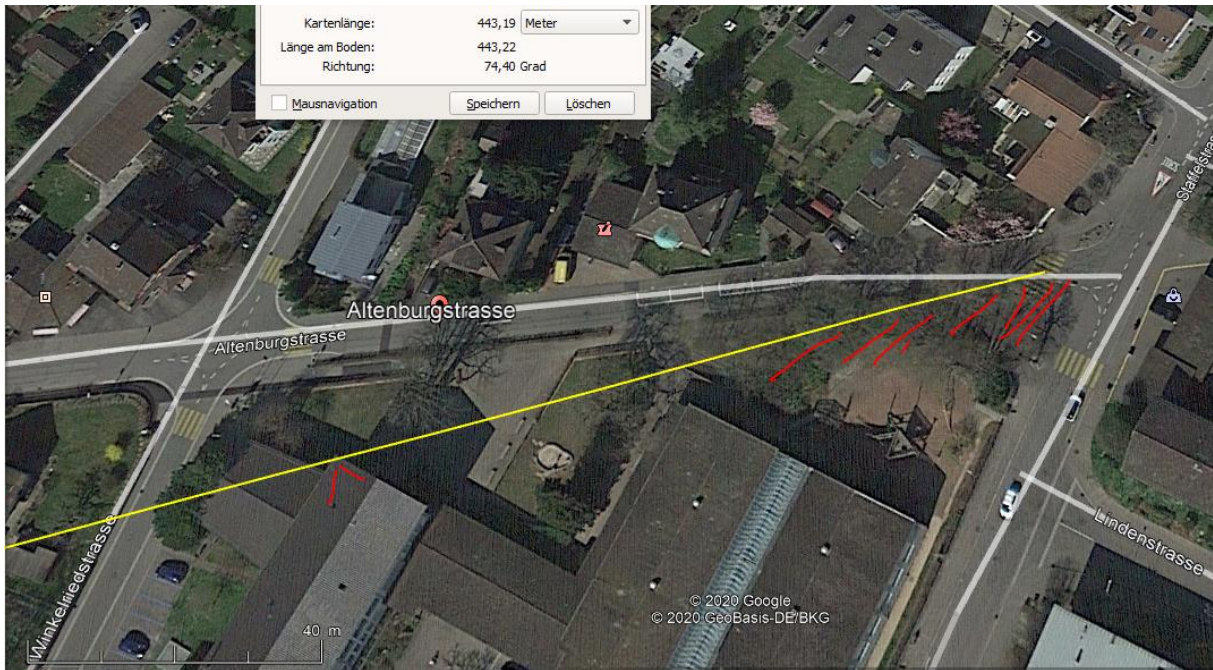 Kartenlänge: 443,19 Meter
Länge am Boden: 443,22
Richtung: 74,40 Grad
Mausnavigation Speichern Löschen
Staffelstras
Altenburgstrasse
Altenburgstrasse
Winkelriedstrasse
Lindenstrasse
© 2020 Google
© 2020 GeoBasis-DE/BKG
40 m